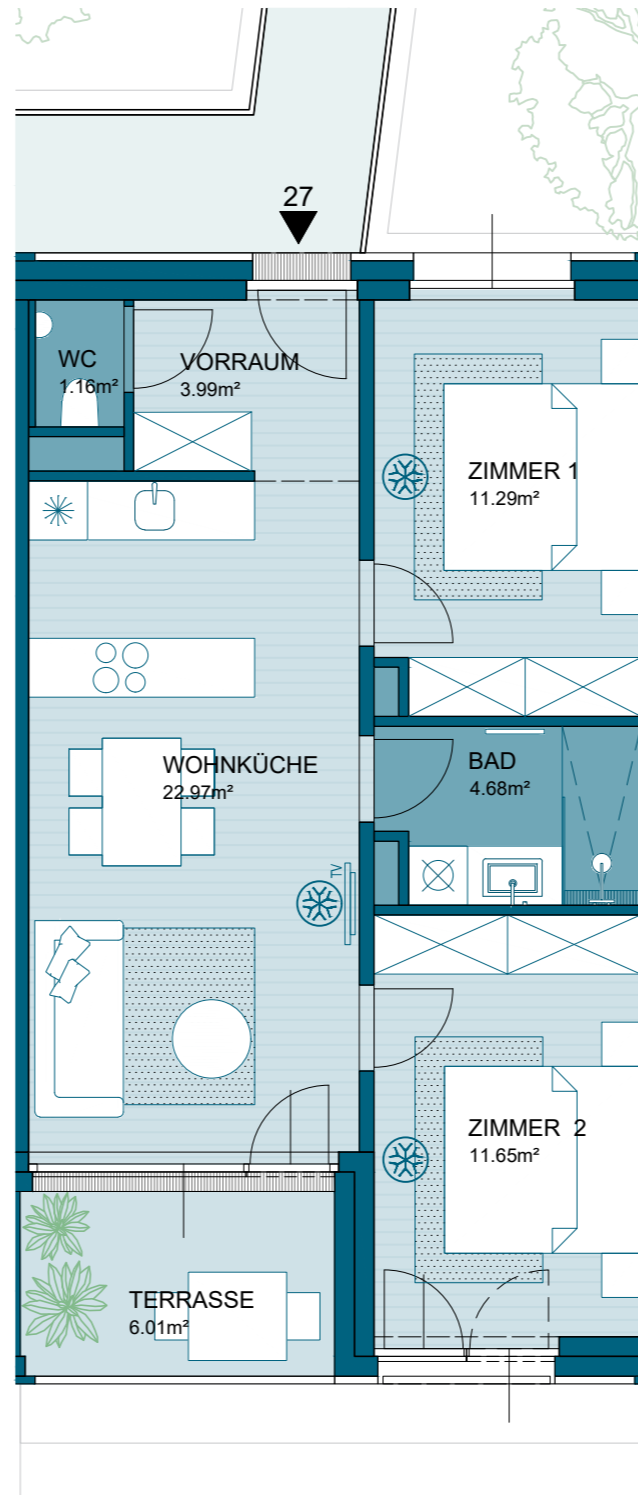 27
WC
1.16m²
VORRAUM
3.99m²
ZIMMER 1
11.29m²
WOHNKÜCHE
22.97m²
BAD
4.68m²
TV
ZIMMER 2
11.65m²
TERRASSE
6.01m²